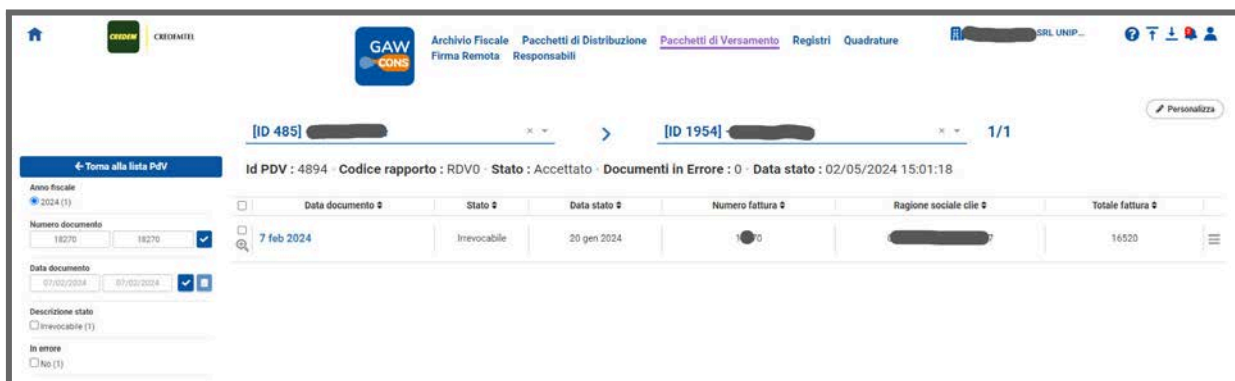 CREDEM CREDEMTEL
GAW CONS
Archivio Fiscale Pacchetti di Distribuzione Pacchetti di Versamento Registri Quadrature
Firma Remota Responsabili
SRL UNIP...
Personalizza
[ID 485] [ID 1954] 1/1
Torna alla lista PdV
Id PDV : 4894 - Codice rapporto : RDV0 - Stato : Accettato - Documenti in Errore : 0 - Data stato : 02/05/2024 15:01:18
Anno fiscale
2024 (1)
Data documento Stato Data stato Numero fattura Ragione sociale clie Totale fattura
Numero documento
18270 18270
7 feb 2024 Irrevocabile 20 gen 2024 16520
Data documento
07/02/2024 07/02/2024
Descrizione stato
Irrevocabile (1)
In errore
No (1)